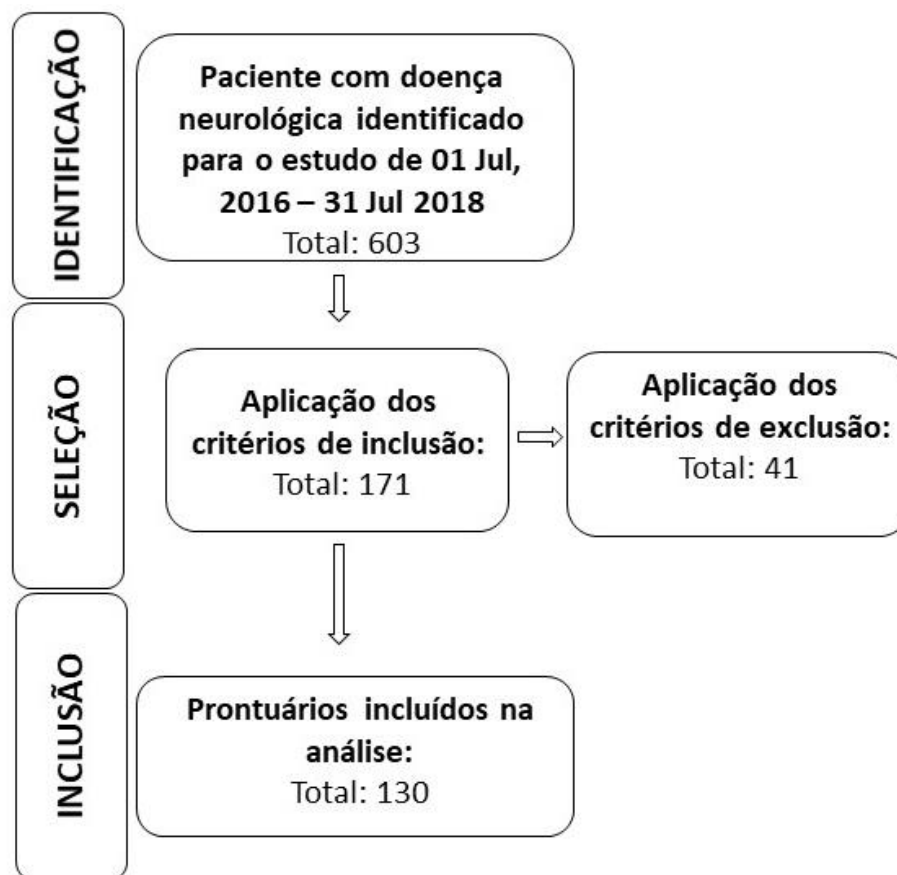 IDENTIFICAÇÃO
Paciente com doença
neurológica identificado
para o estudo de 01 Jul,
2016 – 31 Jul 2018
Total: 603
SELEÇÃO
Aplicação dos
critérios de inclusão:
Total: 171
Aplicação dos
critérios de exclusão:
Total: 41
INCLUSÃO
Prontuários incluídos na
análise:
Total: 130